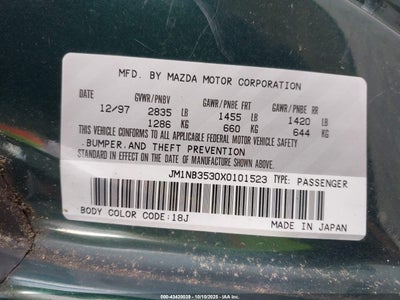 MFD. BY MAZDA MOTOR CORPORATION
DATE GVWR/PNBV GAWR/PNBE FRT GAWR/PNBE RR
12/97 2835 LB 1455 LB 1420 LB
1286 KG 660 KG 644 KG
THIS VEHICLE CONFORMS TO ALL APPLICABLE FEDERAL MOTOR VEHICLE SAFETY
, BUMPER, AND THEFT PREVENTION
STANDARDS IN EFFECT ON THE DATE OF MANUFACTURE SHOWN ABOVE.
JM1NB3530X0101523 TYPE: PASSENGER
BODY COLOR CODE:18J MADE IN JAPAN
000-43420039 | 10/10/2025 - IAA